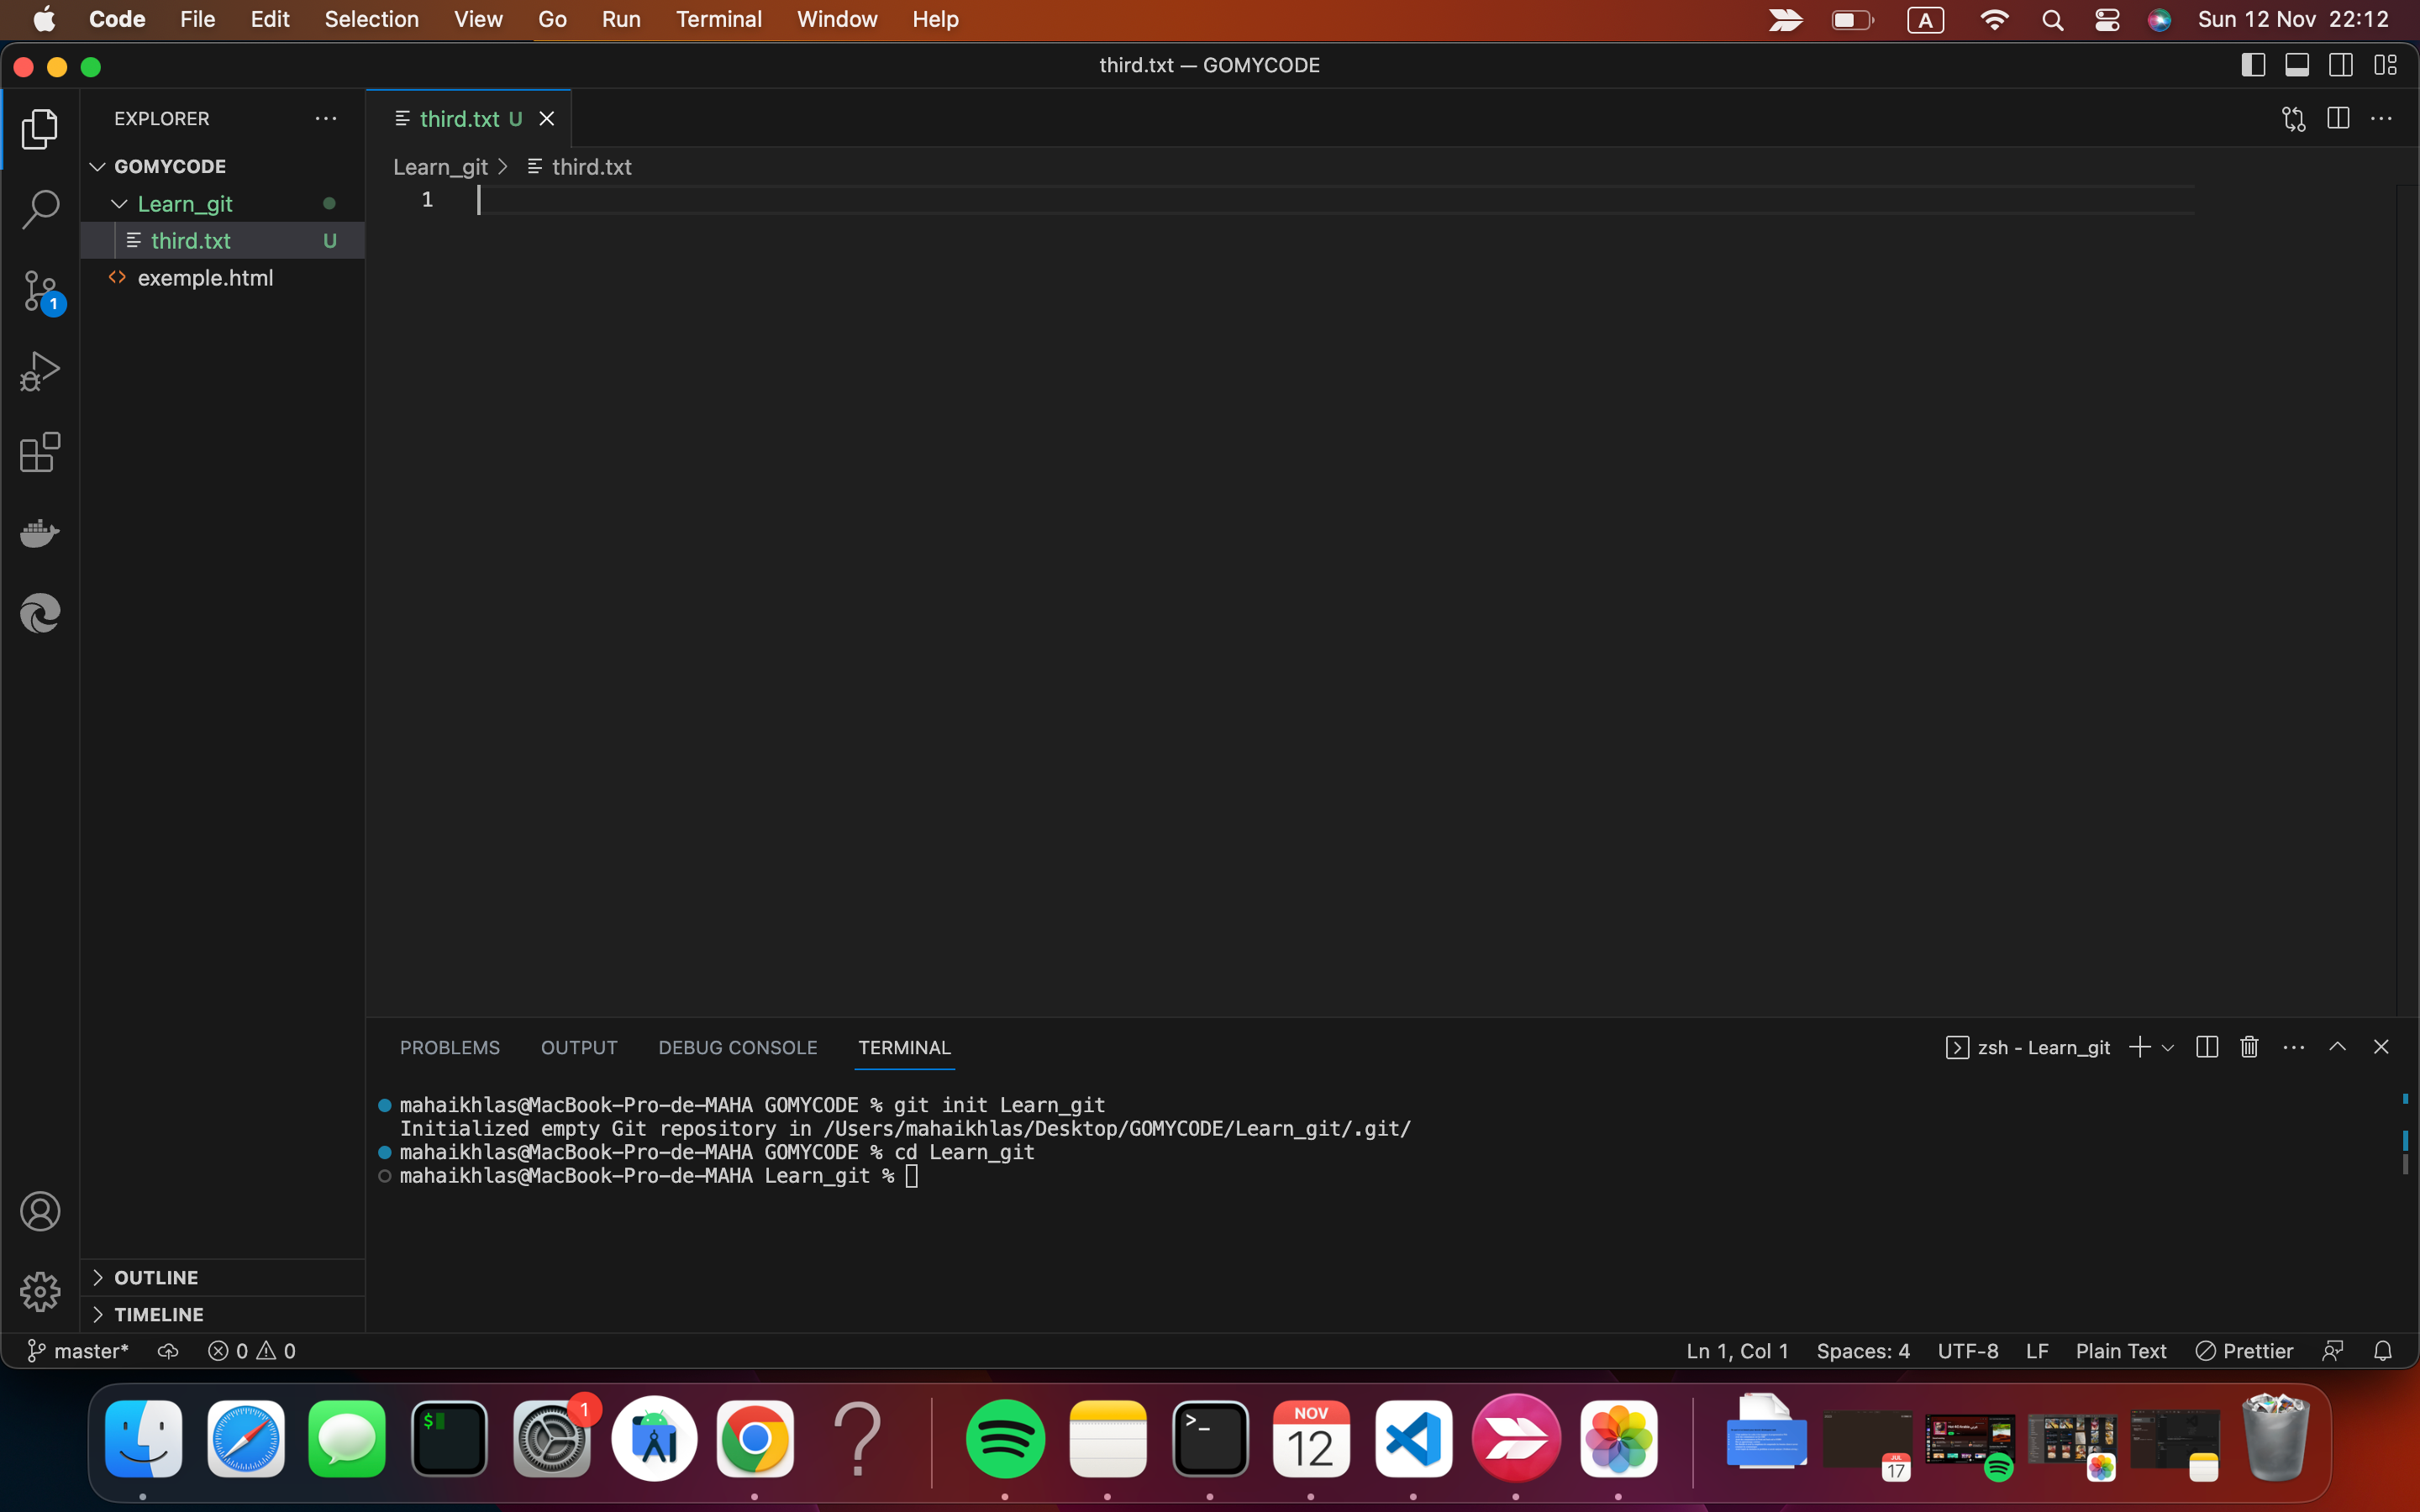 Code File Edit Selection View Go Run Terminal Window Help A Sun 12 Nov 22:12
third.txt — GOMYCODE
EXPLORER
third.txt U
GOMYCODE
Learn_git > third.txt
Learn_git
1
third.txt U
exemple.html
1
PROBLEMS OUTPUT DEBUG CONSOLE TERMINAL
zsh - Learn_git
mahaikhlas@MacBook-Pro-de-MAHA GOMYCODE % git init Learn_git
Initialized empty Git repository in /Users/mahaikhlas/Desktop/GOMYCODE/Learn_git/.git/
mahaikhlas@MacBook-Pro-de-MAHA GOMYCODE % cd Learn_git
mahaikhlas@MacBook-Pro-de-MAHA Learn_git %
OUTLINE
TIMELINE
master* 0 0 Ln 1, Col 1 Spaces: 4 UTF-8 LF Plain Text Prettier
$
1
>_
NOV
12
JUL
17